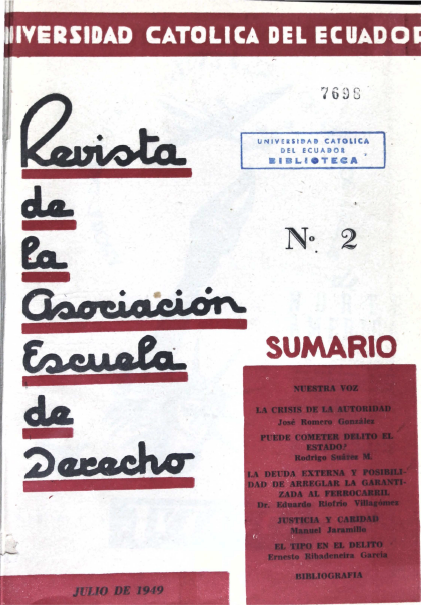 IVERSIDAD CATOLICA DEL ECUADOR
7698
UNIVERSIDAD CATOLICA
DEL ECUADOR
BIBLIOTECA
Revista
de
la
Asociación
Escuela
de
Derecho
No. 2
SUMARIO
NUESTRA VOZ
LA CRISIS DE LA AUTORIDAD
José Romero González
PUEDE COMETER DELITO EL
ESTADO?
Rodrigo Suárez M.
LA DEUDA EXTERNA Y POSIBILI-
DAD DE ARREGLAR LA GARANTI-
ZADA AL FERROCARRIL
Dr. Eduardo Riofrío Villagómez
JUSTICIA Y CARIDAD
Manuel Jaramillo
EL TIPO EN EL DELITO
Ernesto Ribadeneira García
BIBLIOGRAFIA
JULIO DE 1949